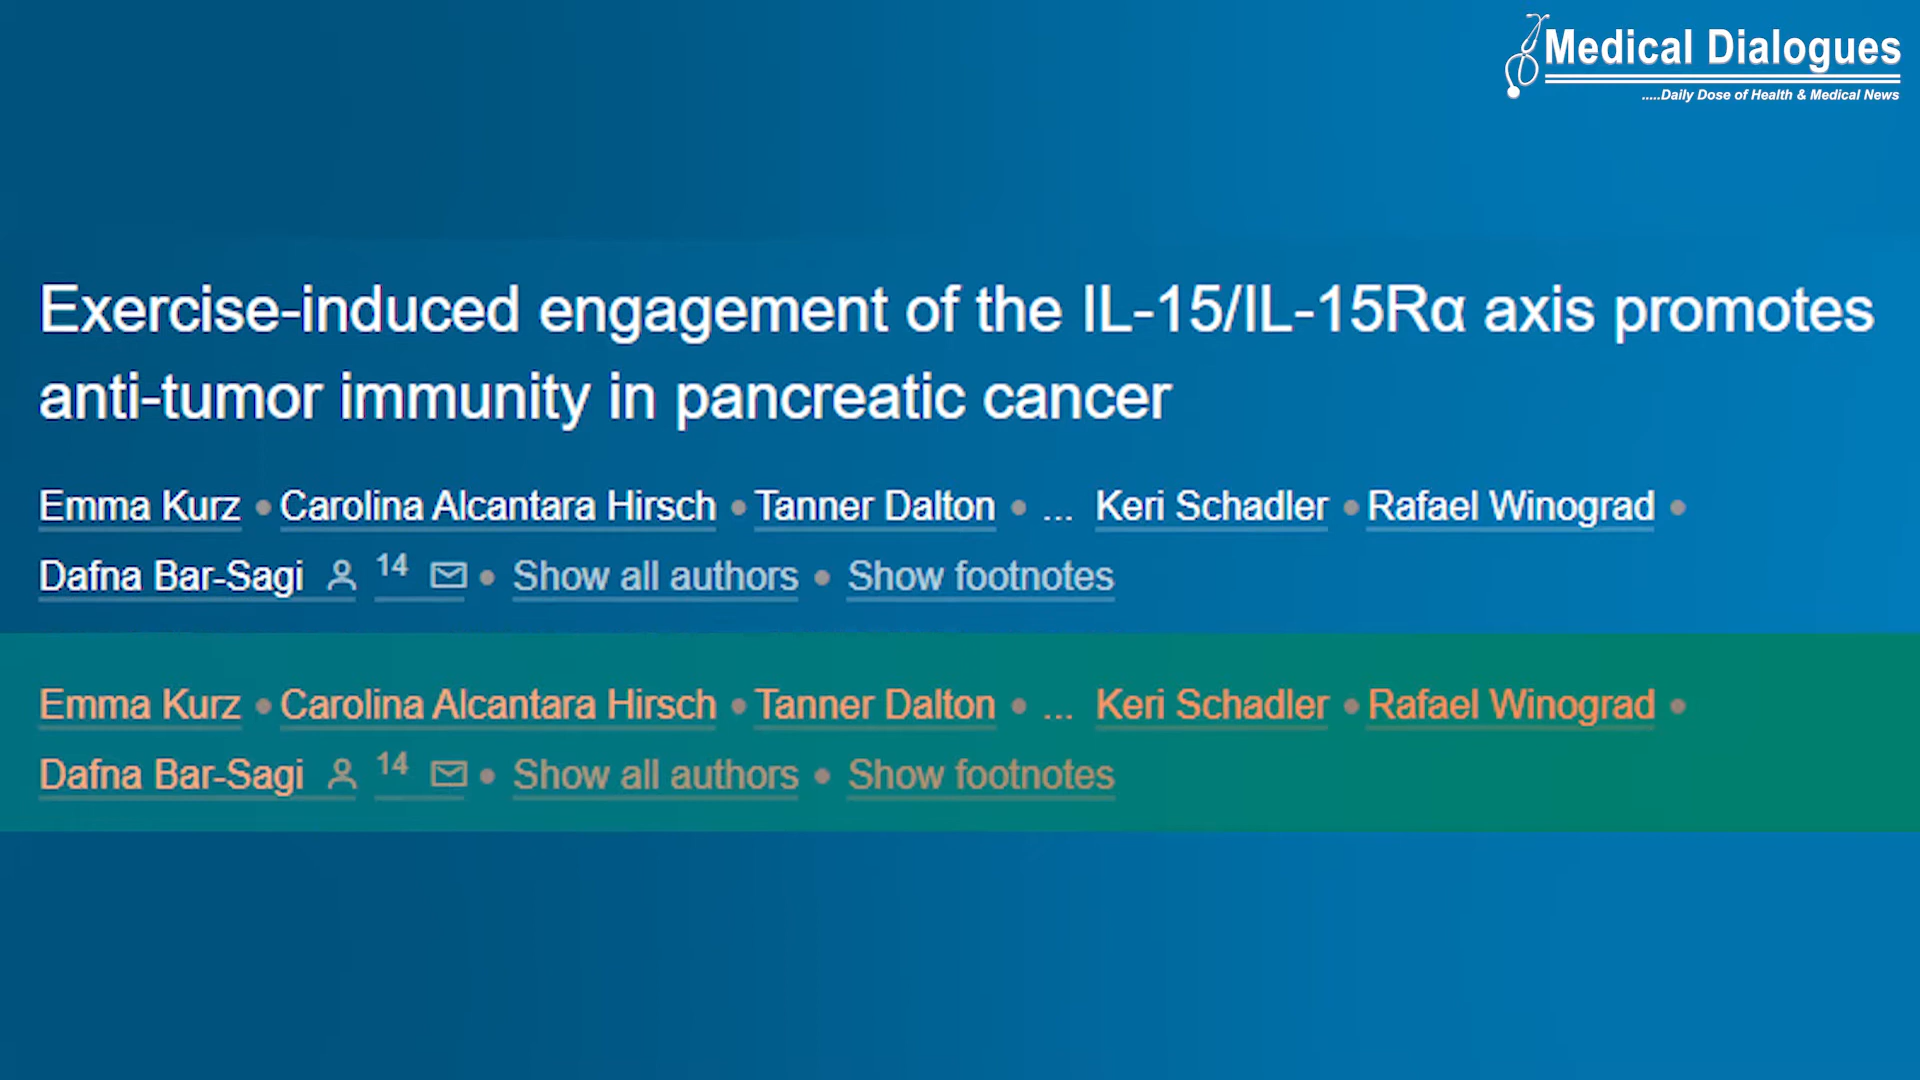 Medical Dialogues
.....Daily Dose of Health & Medical News
Exercise-induced engagement of the IL-15/IL-15Rα axis promotes
anti-tumor immunity in pancreatic cancer
Emma Kurz • Carolina Alcantara Hirsch • Tanner Dalton • ... Keri Schadler • Rafael Winograd •
Dafna Bar-Sagi 14 • Show all authors • Show footnotes
Emma Kurz • Carolina Alcantara Hirsch • Tanner Dalton • ... Keri Schadler • Rafael Winograd •
Dafna Bar-Sagi 14 • Show all authors • Show footnotes